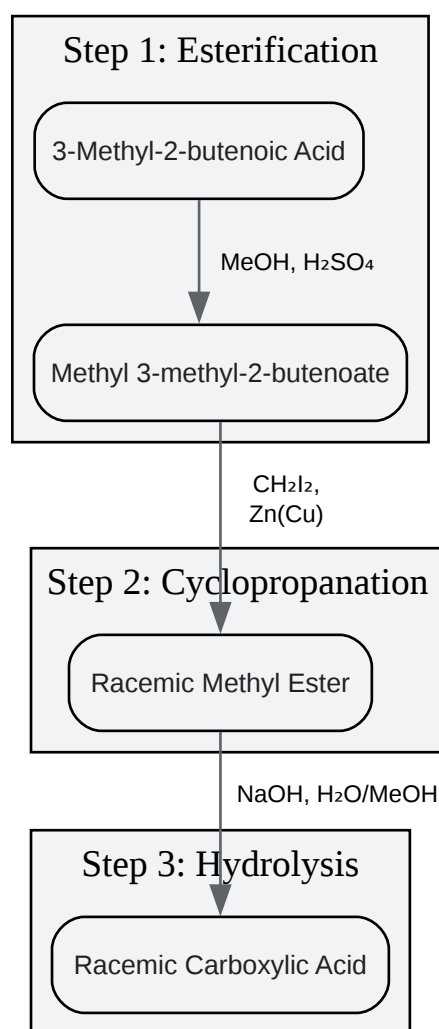 Step 1: Esterification
3-Methyl-2-butenoic Acid
MeOH, H₂SO₄
Methyl 3-methyl-2-butenoate
CH₂I₂,
Zn(Cu)
Step 2: Cyclopropanation
Racemic Methyl Ester
NaOH, H₂O/MeOH
Step 3: Hydrolysis
Racemic Carboxylic Acid